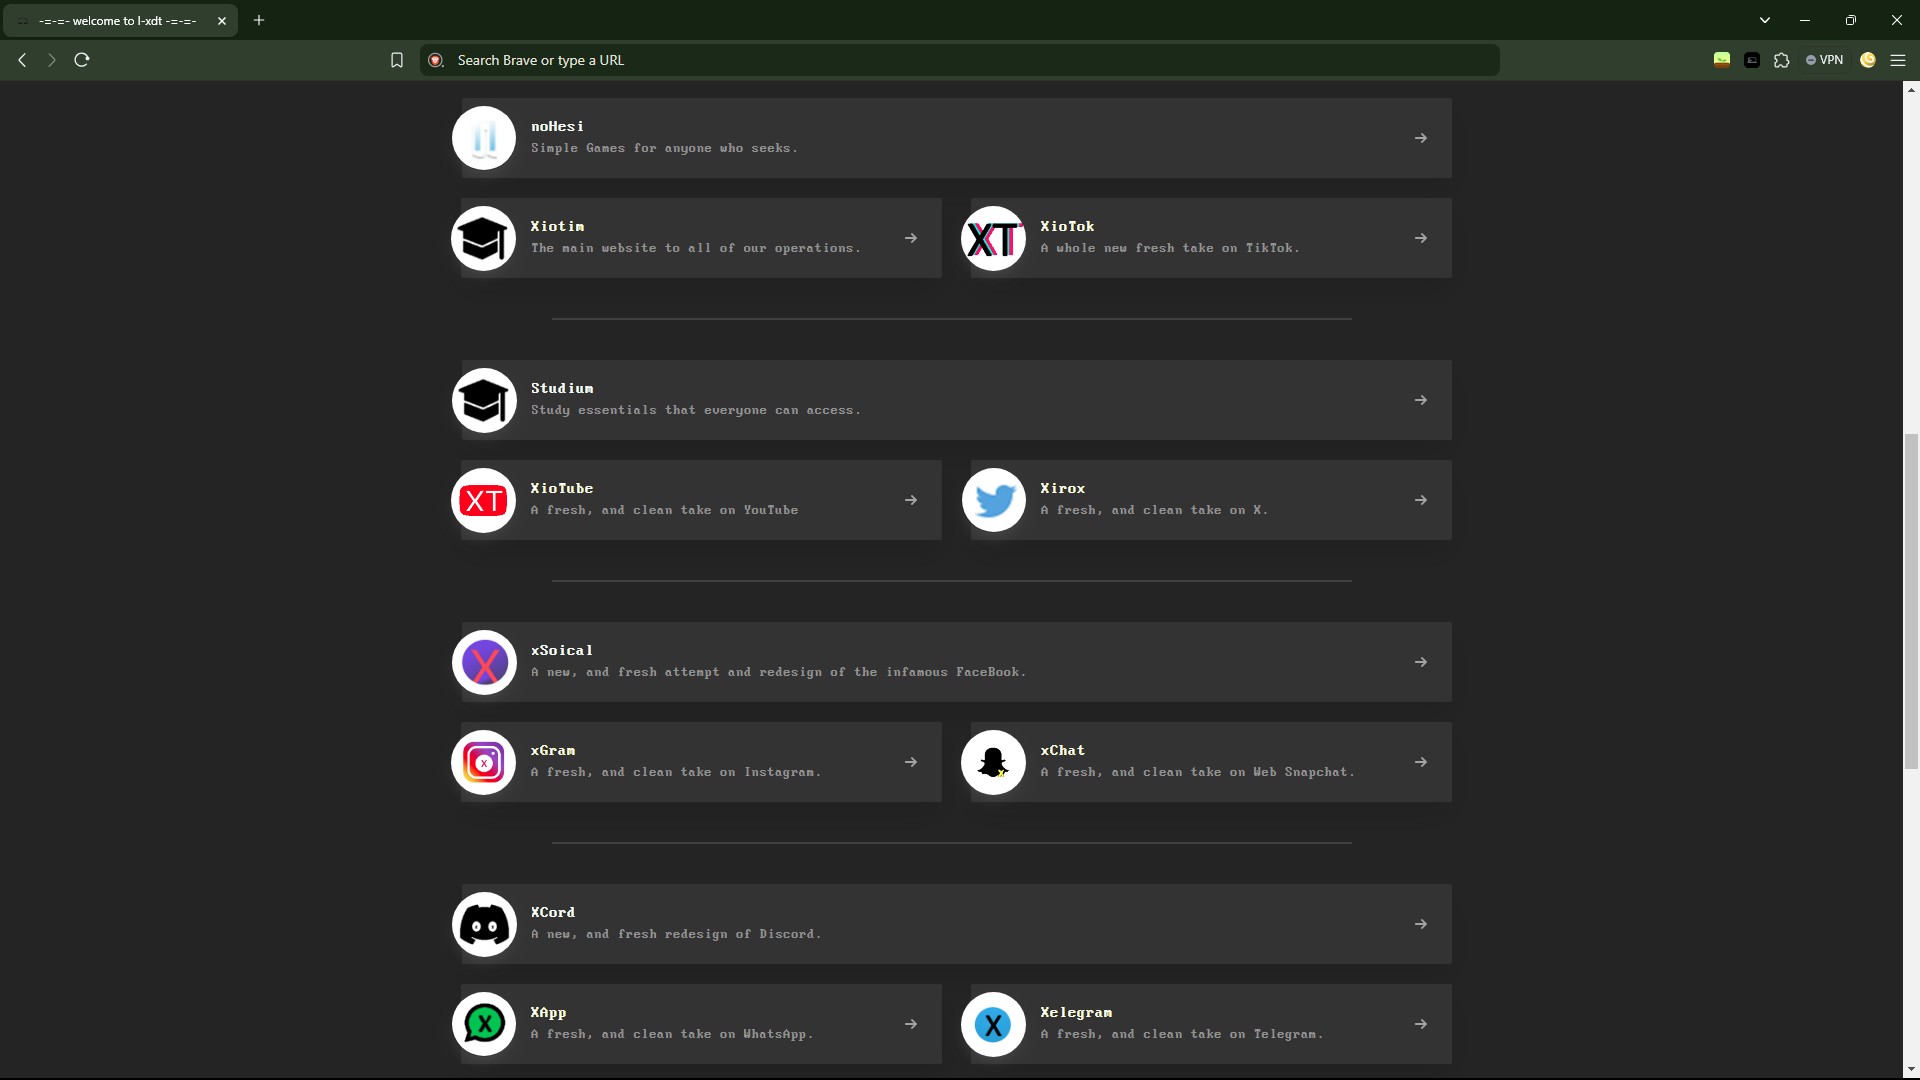 -=-=- welcome to l-xdt -=-=-
Search Brave or type a URL
VPN
noHesi
Simple Games for anyone who seeks.
Xiotim
The main website to all of our operations.
XT
XioTok
A whole new fresh take on TikTok.
Studium
Study essentials that everyone can access.
XT
XioTube
A fresh, and clean take on YouTube
Xirox
A fresh, and clean take on X.
X
xSoical
A new, and fresh attempt and redesign of the infamous FaceBook.
X
xGram
A fresh, and clean take on Instagram.
x
xChat
A fresh, and clean take on Web Snapchat.
XCord
A new, and fresh redesign of Discord.
X
XApp
A fresh, and clean take on WhatsApp.
X
Xelegram
A fresh, and clean take on Telegram.